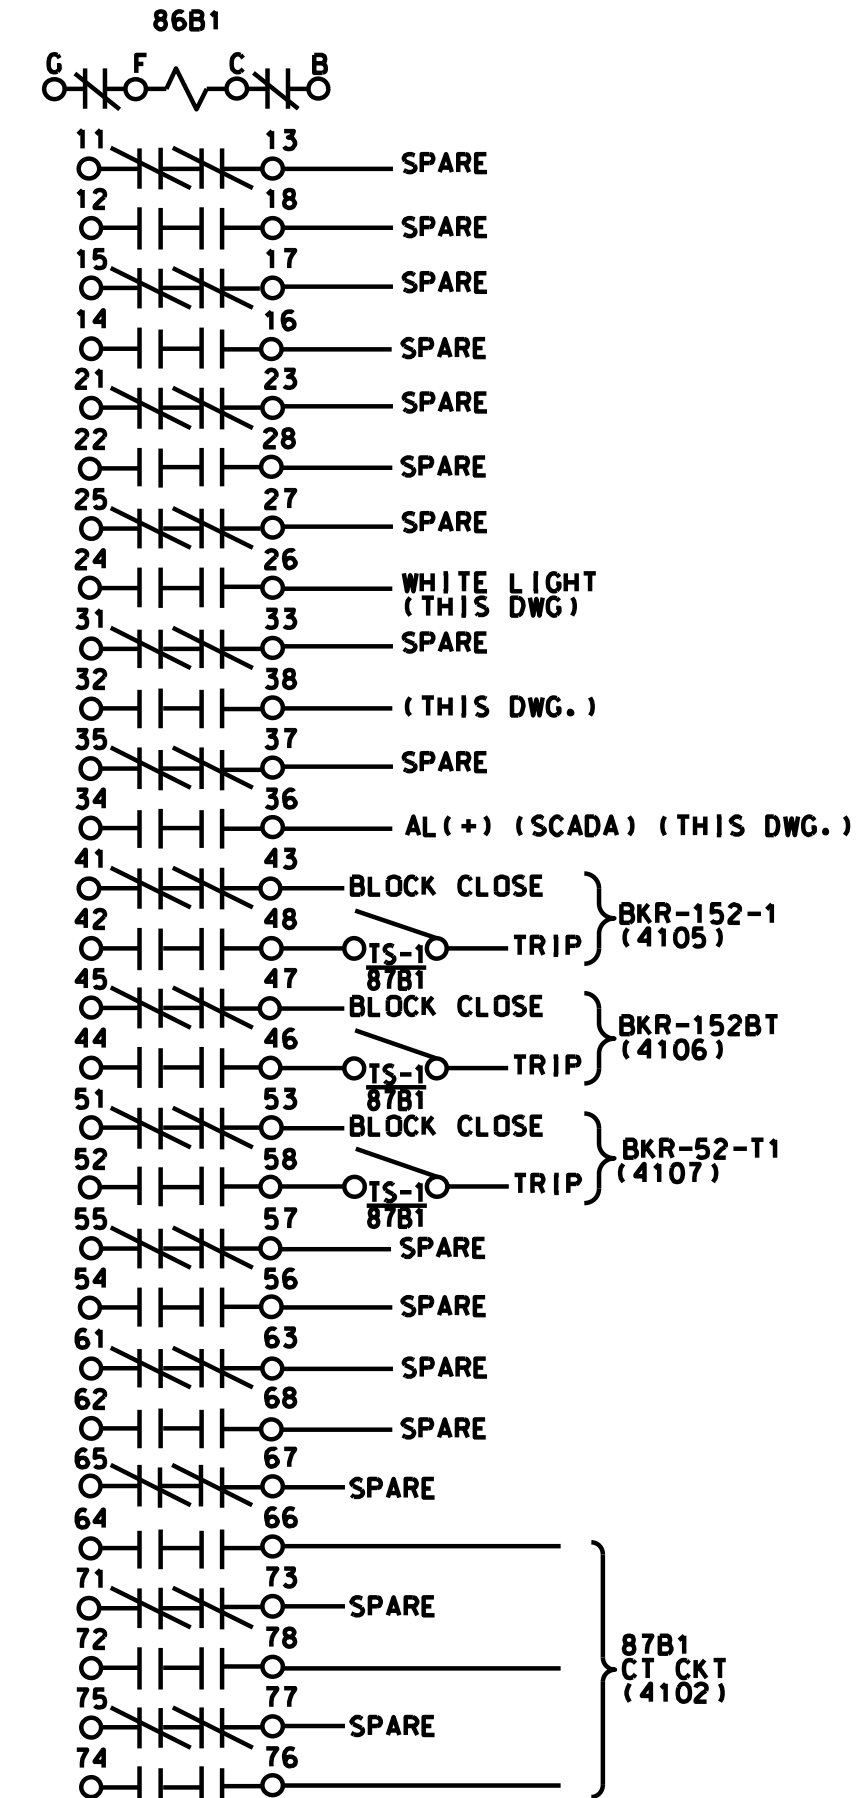 86B1
G F C B
11 13 SPARE
12 18 SPARE
15 17 SPARE
14 16 SPARE
21 23 SPARE
22 28 SPARE
25 27 SPARE
24 26 WHITE LIGHT
(THIS DWG)
31 33 SPARE
32 38 (THIS DWG.)
35 37 SPARE
34 36 AL(+) (SCADA) (THIS DWG.)
41 43 BLOCK CLOSE
BKR-152-1
(4105)
42 48 TS-1 TRIP
87B1
45 47 BLOCK CLOSE
BKR-152BT
(4106)
44 46 TS-1 TRIP
87B1
51 53 BLOCK CLOSE
BKR-52-T1
(4107)
52 58 TS-1 TRIP
87B1
55 57 SPARE
54 56 SPARE
61 63 SPARE
62 68 SPARE
65 67 SPARE
64 66
71 73 SPARE
72 78
87B1
CT CKT
(4102)
75 77 SPARE
74 76